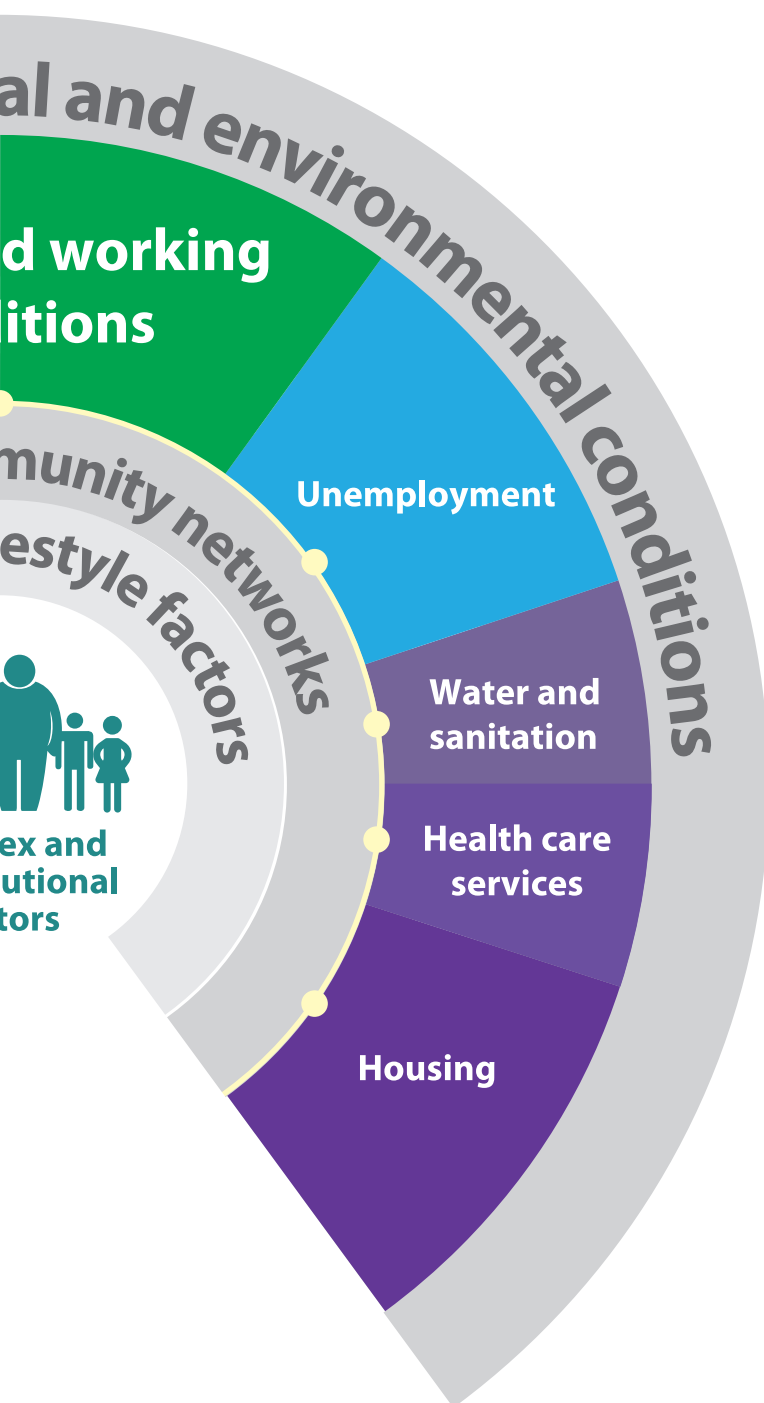 al and environmental conditions
d working
ditions
Unemployment
munity networks
estyle factors
Water and
sanitation
Health care
services
ex and
utional
tors
Housing